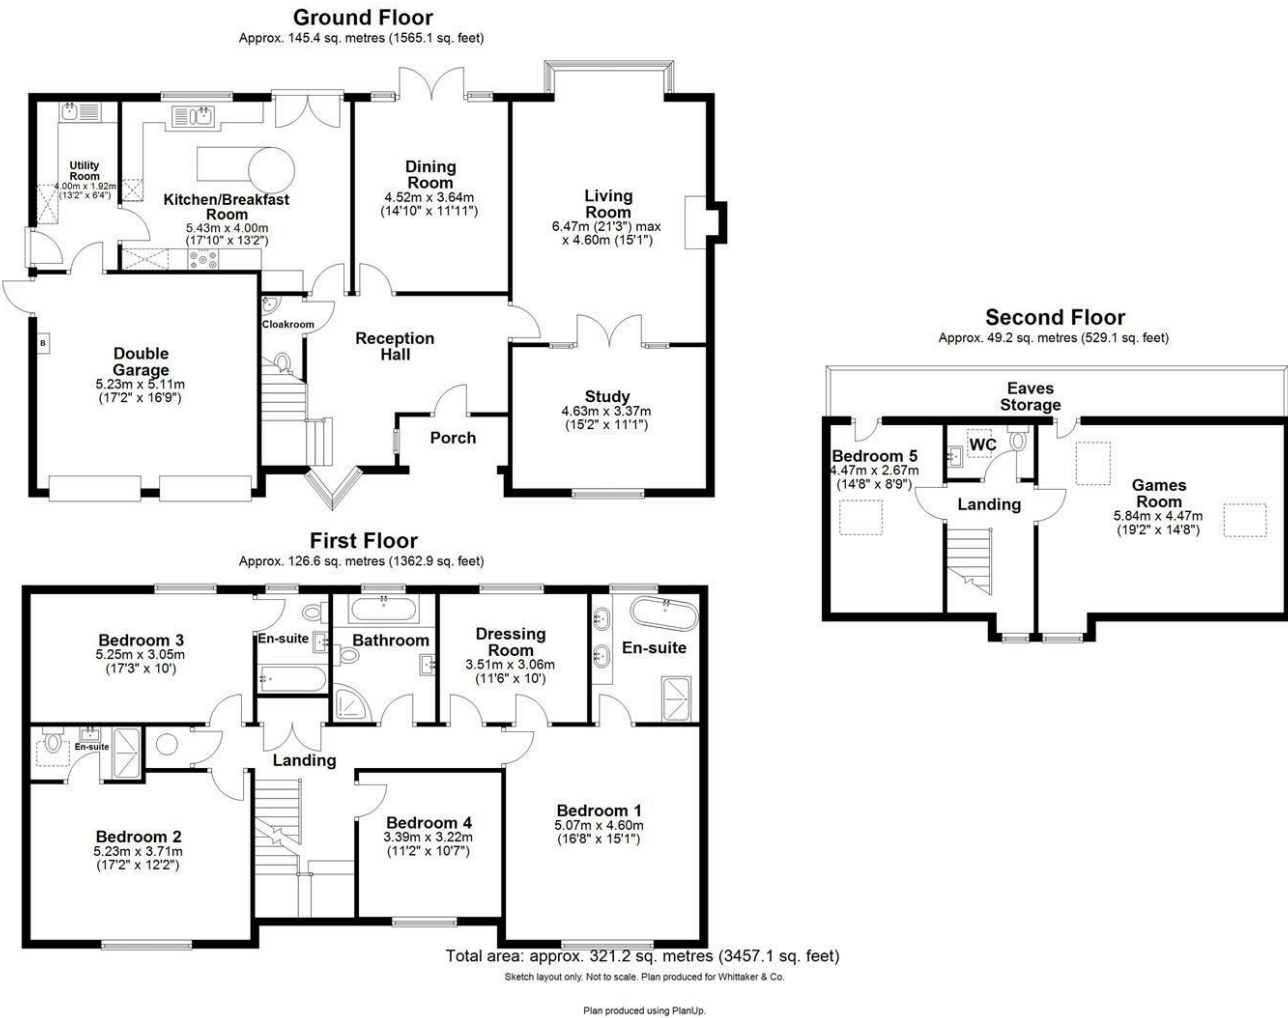 Ground Floor
Approx. 145.4 sq. metres (1565.1 sq. feet)
Utility
Room
4.00m x 1.92m
(13'2" x 6'4")
Kitchen/Breakfast
Room
5.43m x 4.00m
(17'10" x 13'2")
Dining
Room
4.52m x 3.64m
(14'10" x 11'11")
Living
Room
6.47m (21'3") max
x 4.60m (15'1")
Cloakroom
Reception
Hall
B
Double
Garage
5.23m x 5.11m
(17'2" x 16'9")
Study
4.63m x 3.37m
(15'2" x 11'1")
Porch
Second Floor
Approx. 49.2 sq. metres (529.1 sq. feet)
Eaves
Storage
WC
Bedroom 5
4.47m x 2.67m
(14'8" x 8'9")
Landing
Games
Room
5.84m x 4.47m
(19'2" x 14'8")
First Floor
Approx. 126.6 sq. metres (1362.9 sq. feet)
Bedroom 3
5.25m x 3.05m
(17'3" x 10')
En-suite
Bathroom
Dressing
Room
3.51m x 3.06m
(11'6" x 10')
En-suite
En-suite
Landing
Bedroom 2
5.23m x 3.71m
(17'2" x 12'2")
Bedroom 4
3.39m x 3.22m
(11'2" x 10'7")
Bedroom 1
5.07m x 4.60m
(16'8" x 15'1")
Total area: approx. 321.2 sq. metres (3457.1 sq. feet)
Sketch layout only. Not to scale. Plan produced for Whittaker & Co.
Plan produced using PlanUp.